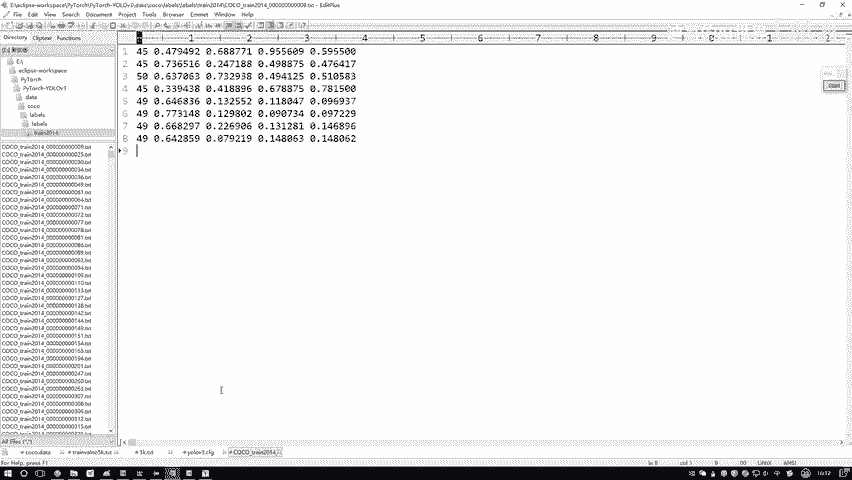 E:\eclipse-workspace\PyTorch\PyTorch-YOLOv3\data\coco\labels\labels\train2014\COCO_train2014_000000000009.txt - EditPlus
File Edit View Search Document Project Tools Browser Emmet Window Help
Directory Cliptext Functions
E:\
eclipse-workspace
PyTorch
PyTorch-YOLOv3
data
coco
labels
labels
train2014
1 45 0.479492 0.688771 0.955609 0.595500
2 45 0.736516 0.247188 0.498875 0.476417
3 50 0.637063 0.732938 0.494125 0.510583
4 45 0.339438 0.418896 0.678875 0.781500
5 49 0.646836 0.132552 0.118047 0.096937
6 49 0.773148 0.129802 0.090734 0.097229
7 49 0.668297 0.226906 0.131281 0.146896
8 49 0.642859 0.079219 0.148063 0.148062
9
COCO_train2014_000000000009.txt
COCO_train2014_000000000025.txt
COCO_train2014_000000000030.txt
COCO_train2014_000000000034.txt
COCO_train2014_000000000036.txt
COCO_train2014_000000000049.txt
COCO_train2014_000000000061.txt
COCO_train2014_000000000064.txt
COCO_train2014_000000000071.txt
COCO_train2014_000000000072.txt
COCO_train2014_000000000077.txt
COCO_train2014_000000000078.txt
COCO_train2014_000000000081.txt
COCO_train2014_000000000086.txt
COCO_train2014_000000000089.txt
COCO_train2014_000000000092.txt
COCO_train2014_000000000094.txt
COCO_train2014_000000000109.txt
COCO_train2014_000000000110.txt
COCO_train2014_000000000113.txt
COCO_train2014_000000000127.txt
COCO_train2014_000000000138.txt
COCO_train2014_000000000142.txt
COCO_train2014_000000000144.txt
COCO_train2014_000000000149.txt
COCO_train2014_000000000151.txt
COCO_train2014_000000000154.txt
COCO_train2014_000000000165.txt
COCO_train2014_000000000194.txt
COCO_train2014_000000000201.txt
COCO_train2014_000000000247.txt
COCO_train2014_000000000260.txt
COCO_train2014_000000000263.txt
COCO_train2014_000000000307.txt
COCO_train2014_000000000308.txt
COCO_train2014_000000000309.txt
COCO_train2014_000000000312.txt
COCO_train2014_000000000315.txt
All Files (*.*)
coco.data trainvalno5k.txt 5k.txt yolov3.cfg COCO_train2014_
For Help, press F1 ln 9 col 1 9 00 UNIX ANSI
16:52